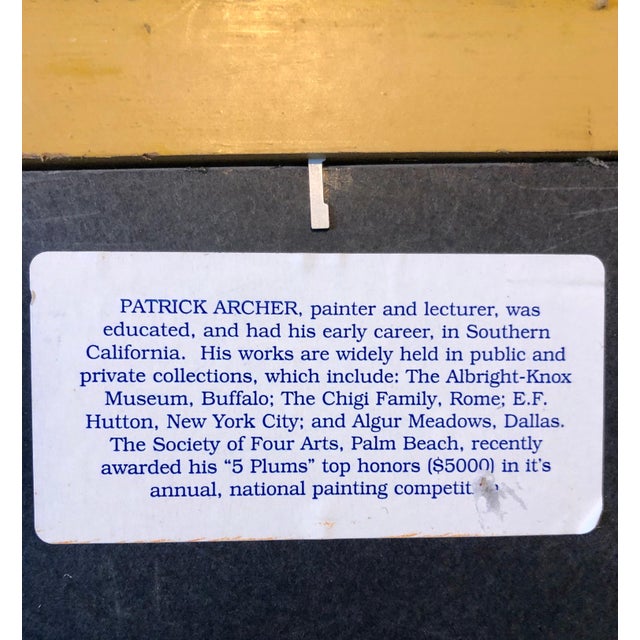 PATRICK ARCHER, painter and lecturer, was
educated, and had his early career, in Southern
California. His works are widely held in public and
private collections, which include: The Albright-Knox
Museum, Buffalo; The Chigi Family, Rome; E.F.
Hutton, New York City; and Algur Meadows, Dallas.
The Society of Four Arts, Palm Beach, recently
awarded his “5 Plums” top honors ($5000) in it's
annual, national painting